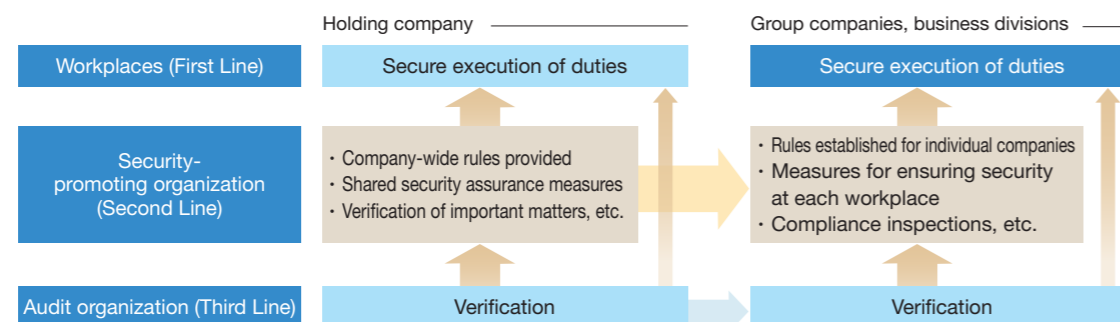 Holding company
Group companies, business divisions
Workplaces (First Line)
Secure execution of duties
Secure execution of duties
Security-
promoting organization
(Second Line)
・Company-wide rules provided
・Shared security assurance measures
・Verification of important matters, etc.
・Rules established for individual companies
・Measures for ensuring security
at each workplace
・Compliance inspections, etc.
Audit organization (Third Line)
Verification
Verification